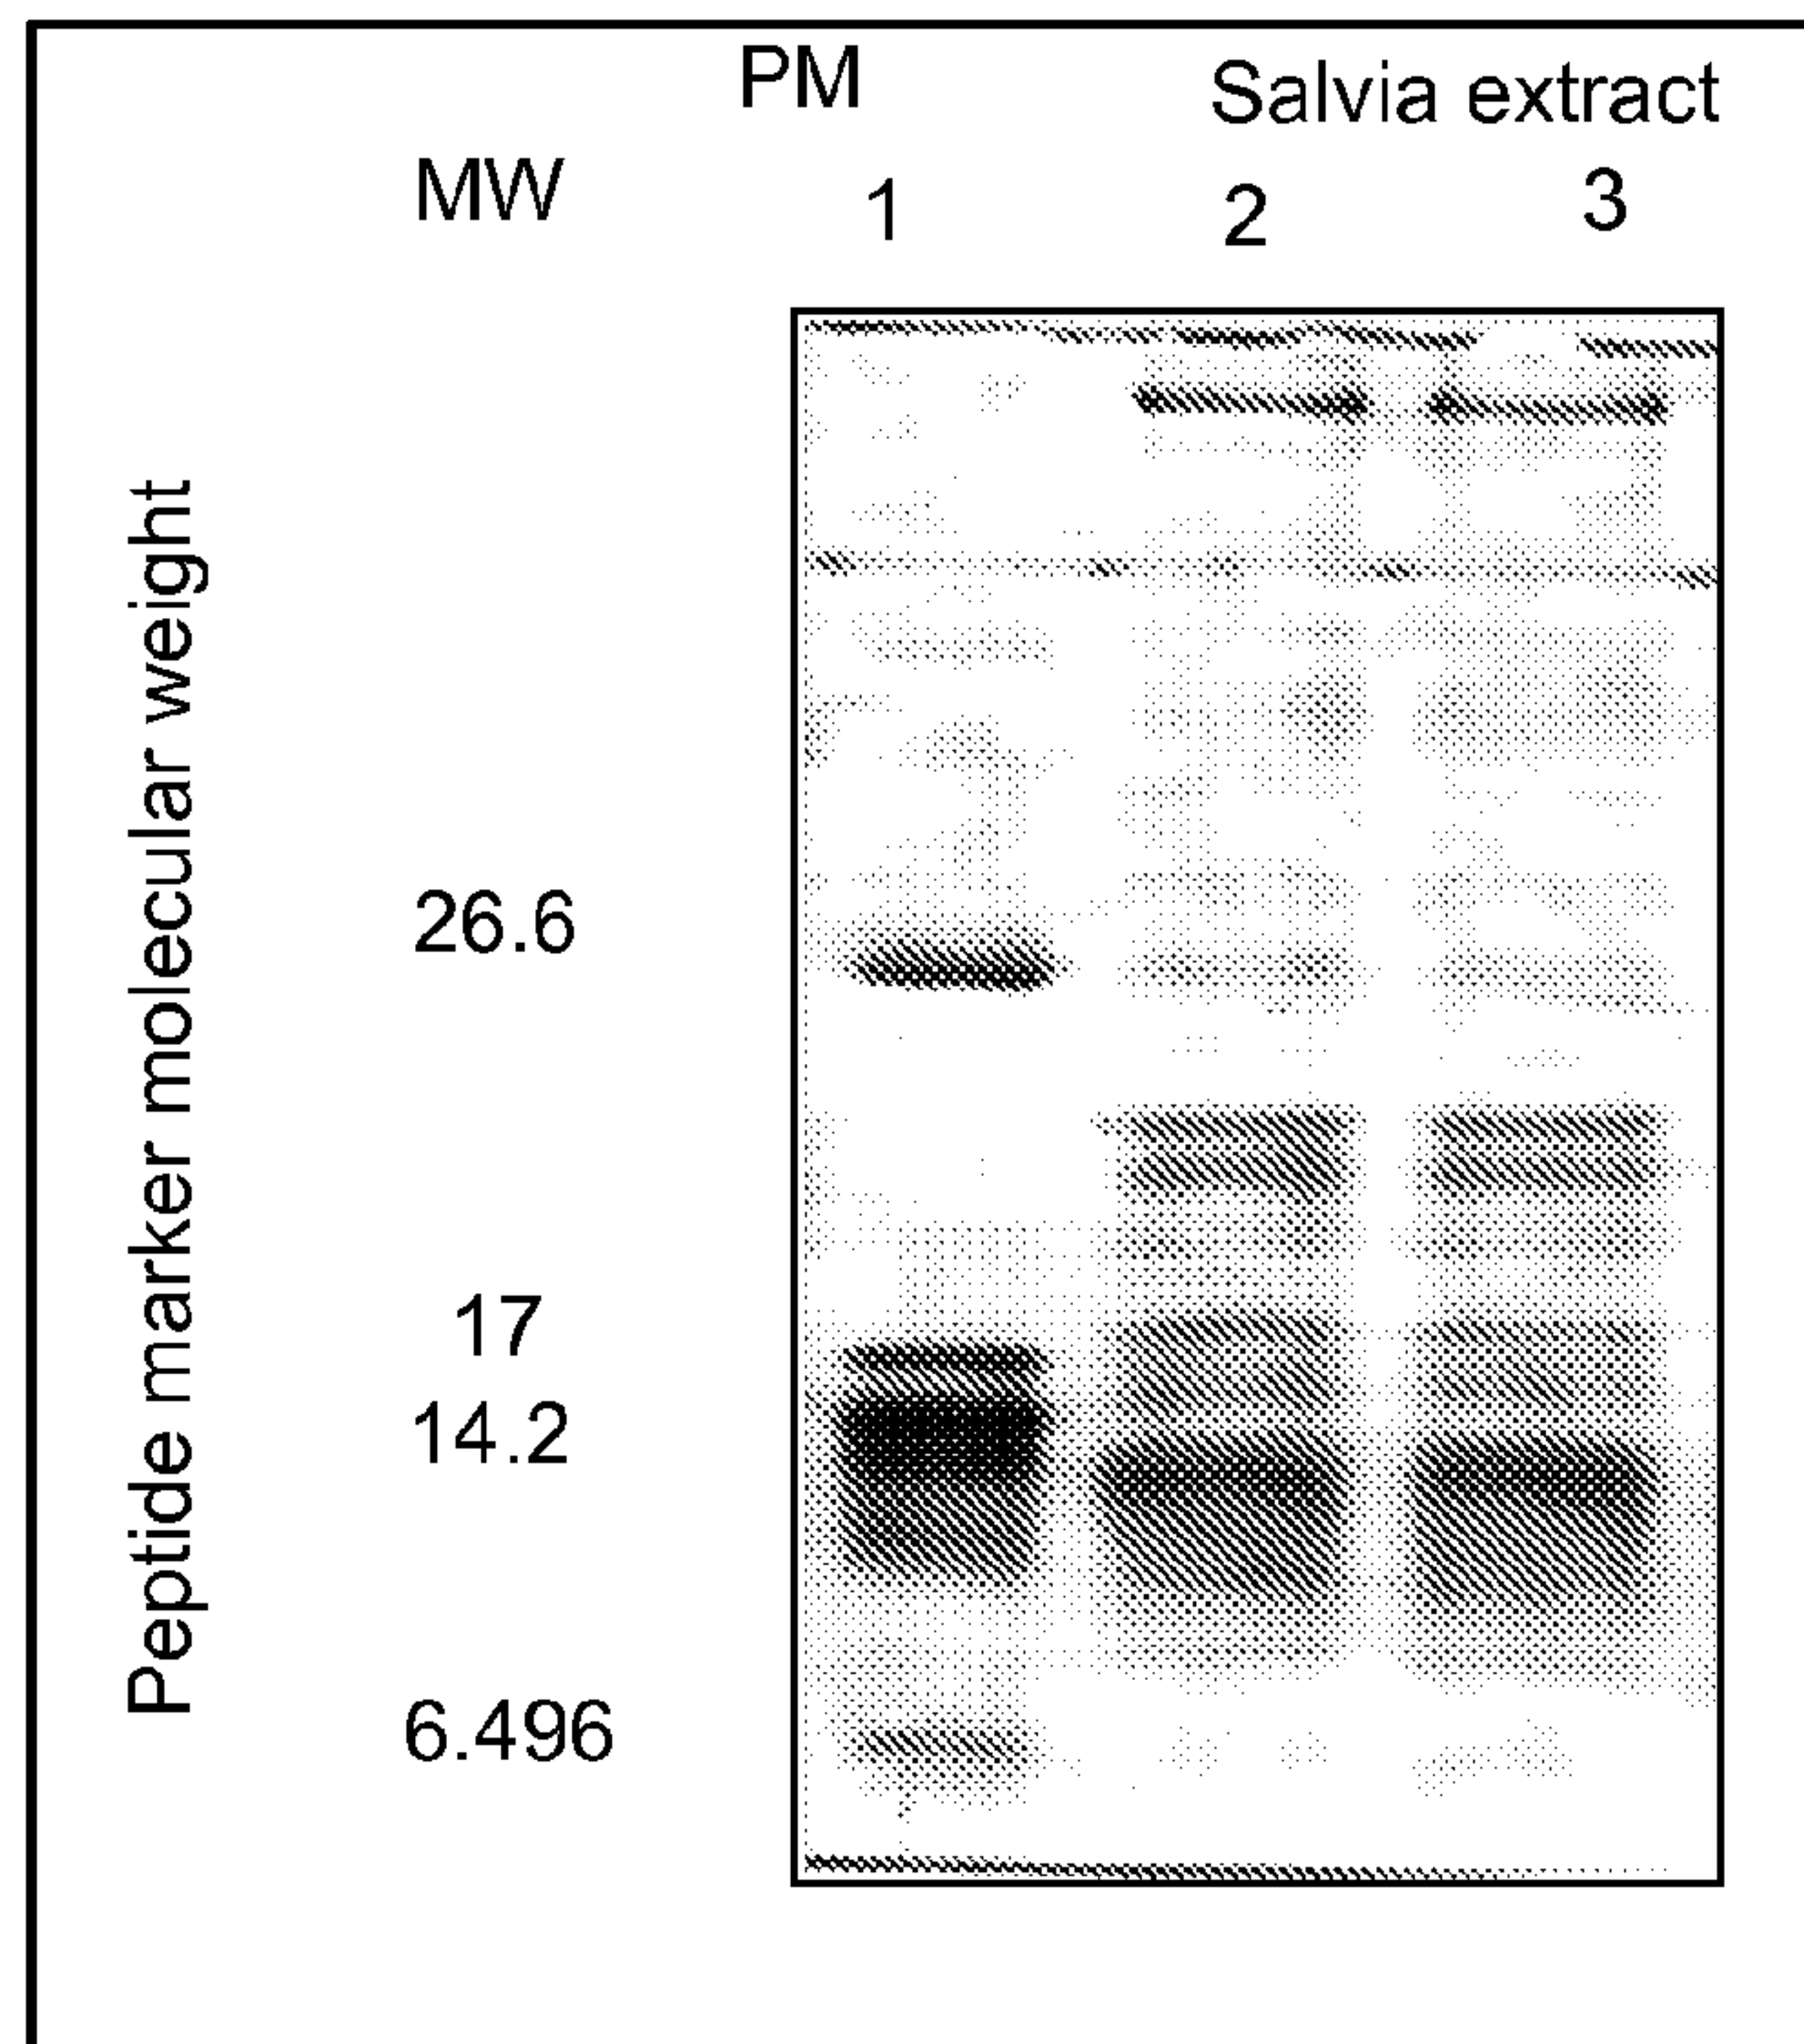 PM
Salvia extract
MW
1
2
3
Peptide marker molecular weight
26.6
17
14.2
6.496